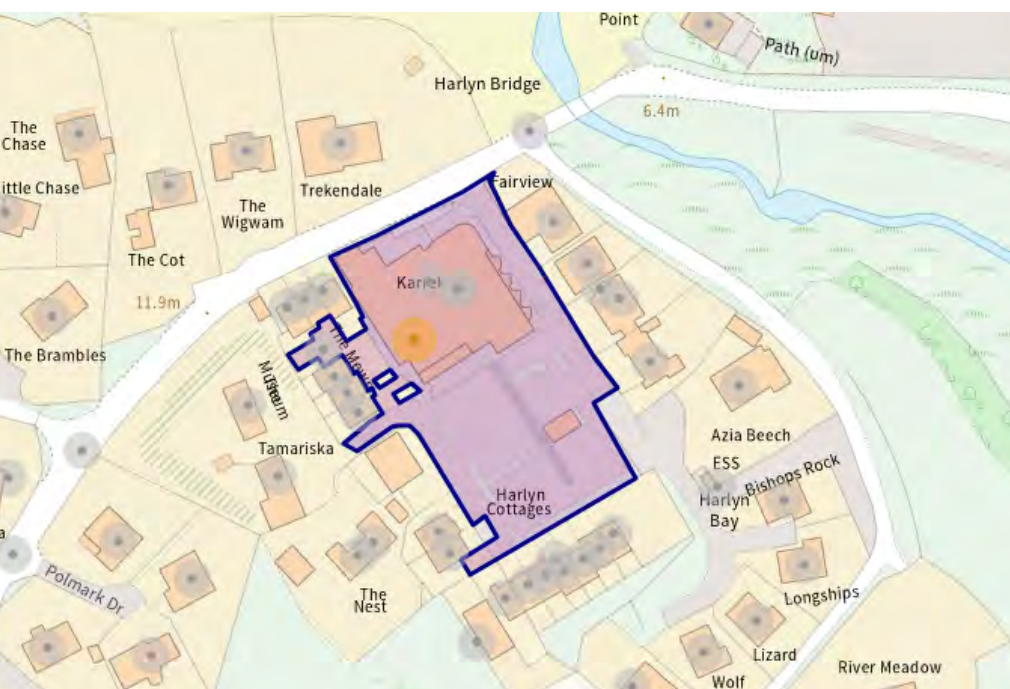 Point
Path (um)
Harlyn Bridge
6.4m
The
Chase
ittle Chase
Trekendale
Fairview
The
Wigwam
The Cot
11.9m
The Brambles
The
Museum
Tamariska
Azia Beech
ESS
Bishops Rock
Harlyn
Bay
Harlyn
Cottages
a
Polmark Dr
The
Nest
Longships
Lizard
River Meadow
Wolf